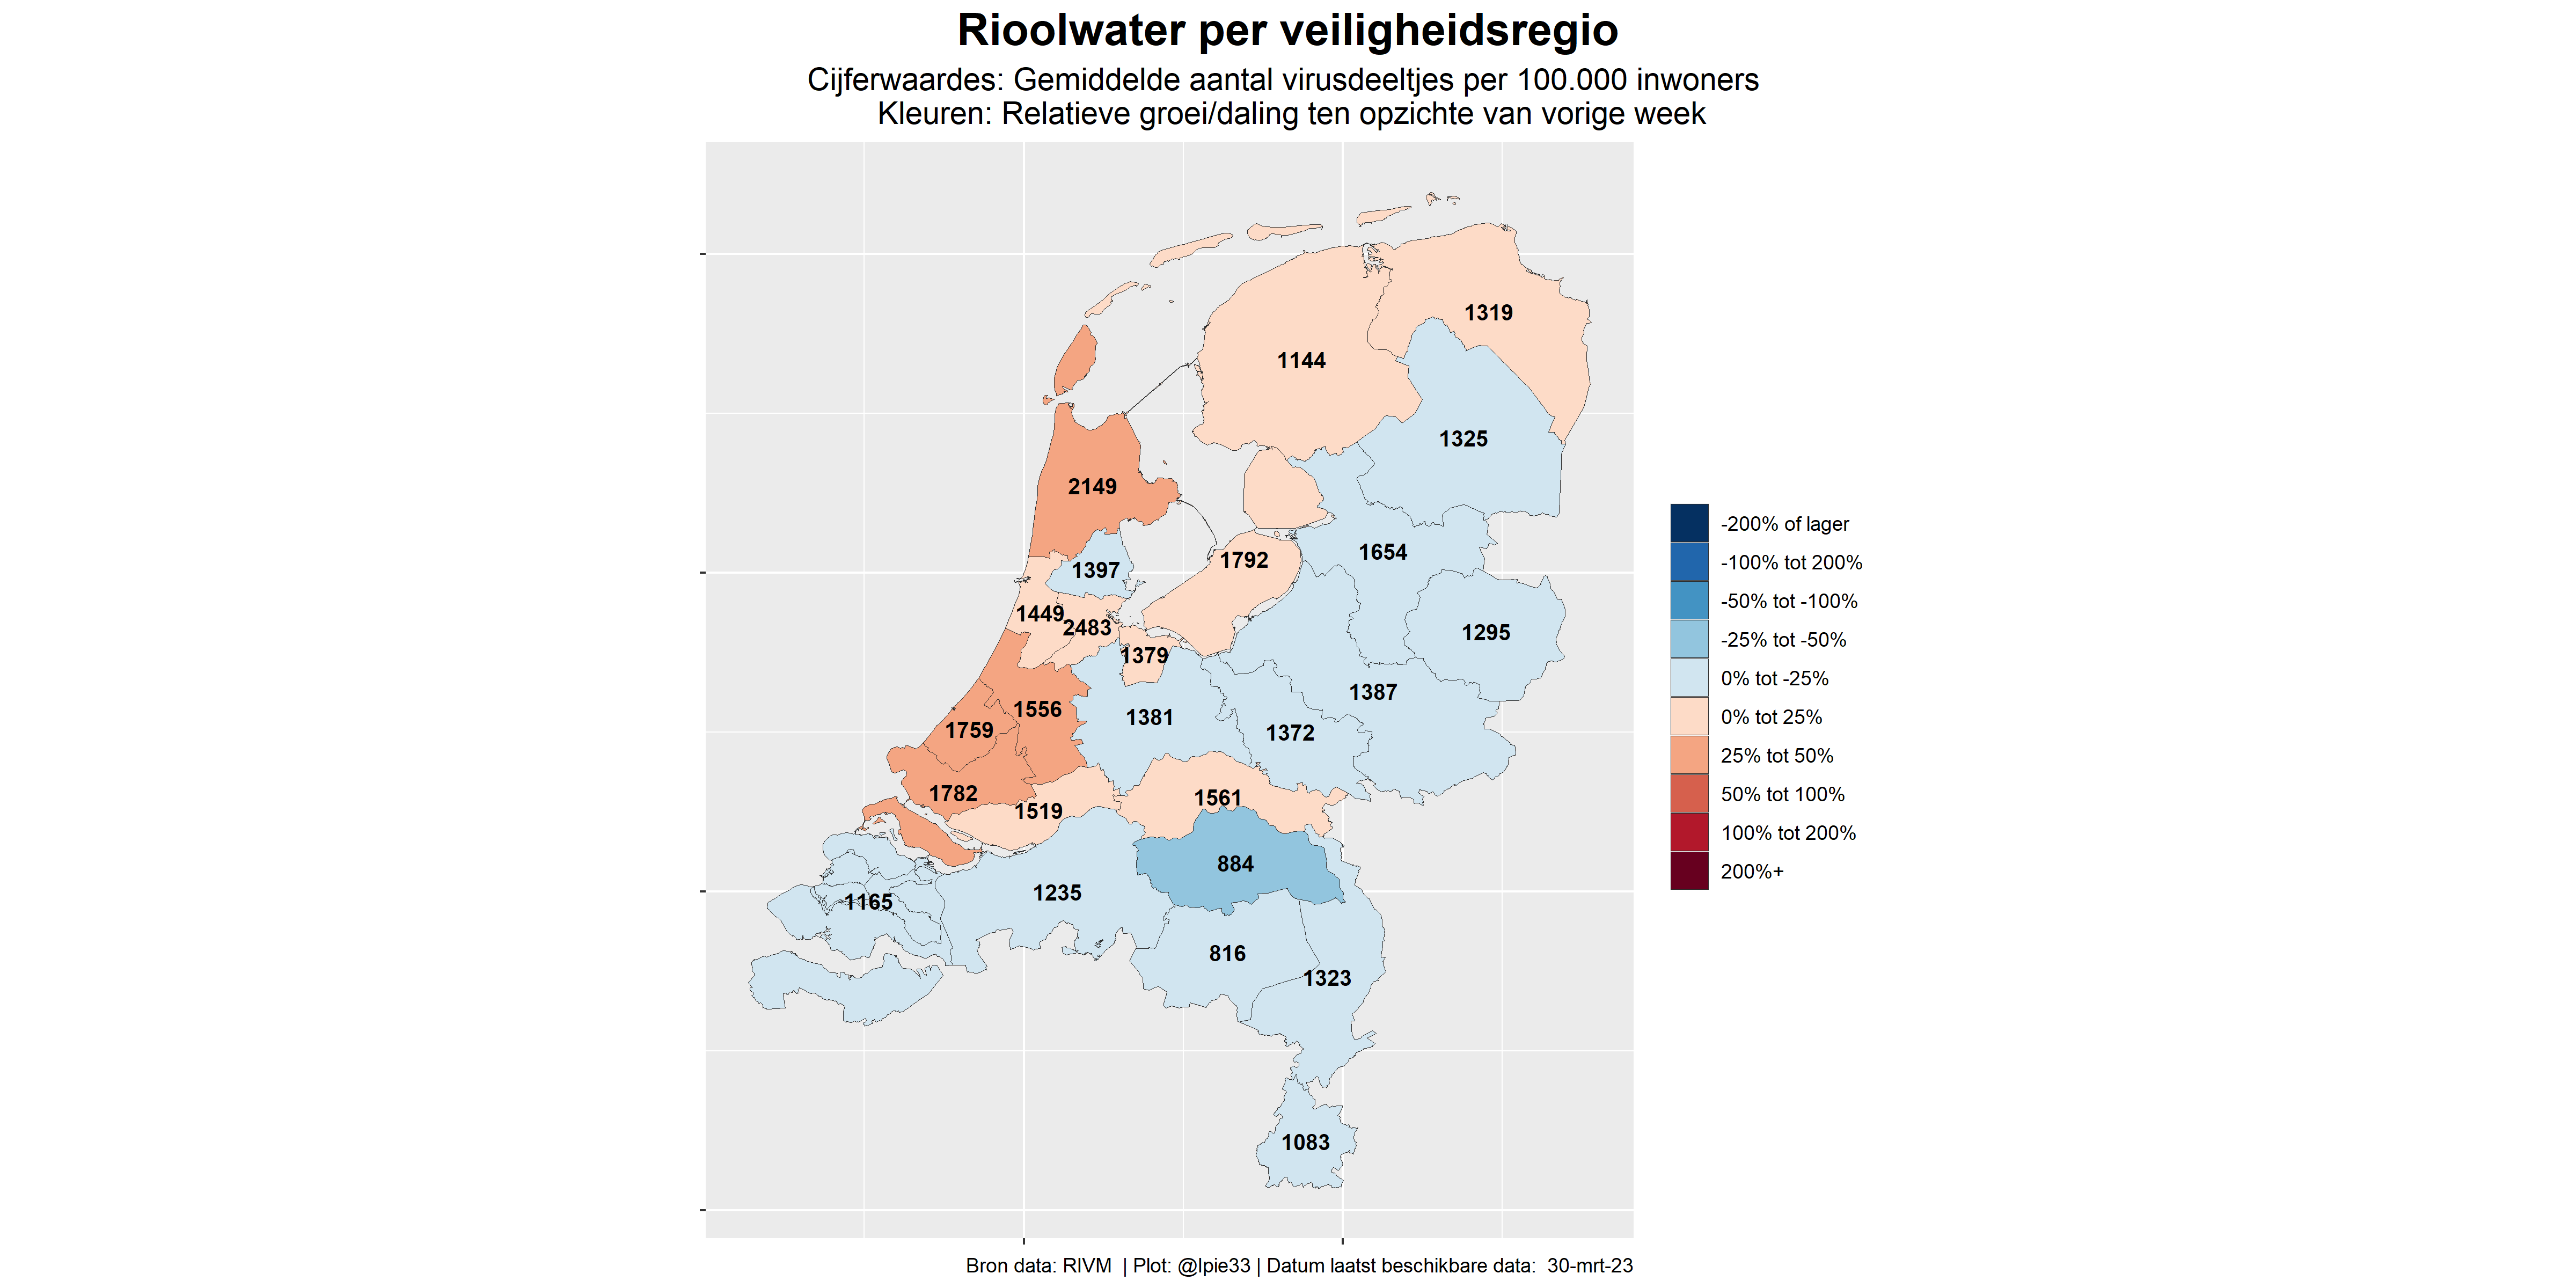 Rioolwater per veiligheidsregio
Cijferwaardes: Gemiddelde aantal virusdeeltjes per 100.000 inwoners
Kleuren: Relatieve groei/daling ten opzichte van vorige week
1319
1144
1325
2149
1654
1792
1397
1449
2483
1295
1379
1387
1556
1381
1759
1372
1782
1561
1519
884
1235
1165
816
1323
1083
-200% of lager
-100% tot 200%
-50% tot -100%
-25% tot -50%
0% tot -25%
0% tot 25%
25% tot 50%
50% tot 100%
100% tot 200%
200%+
Bron data: RIVM | Plot: @lpie33 | Datum laatst beschikbare data: 30-mrt-23